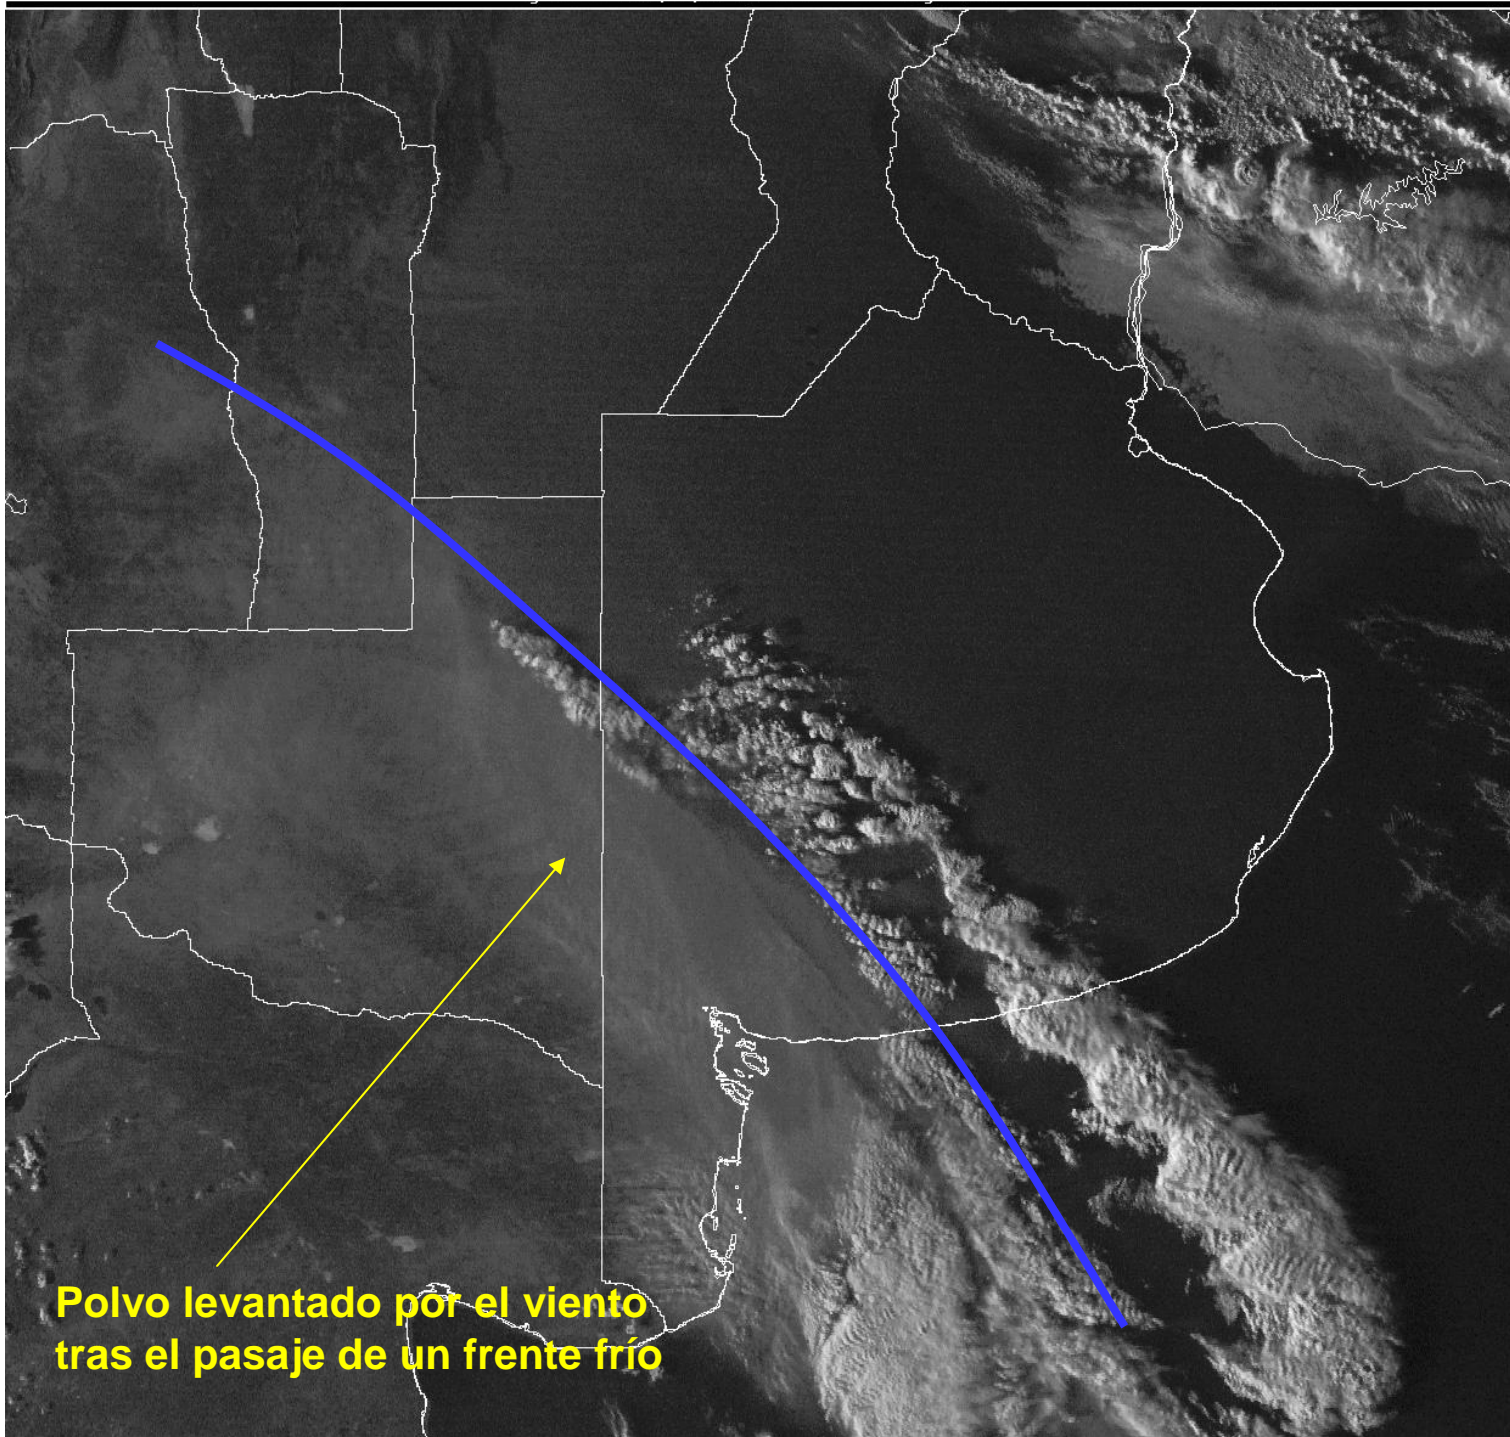 Polvo levantado por el viento
tras el pasaje de un frente frío